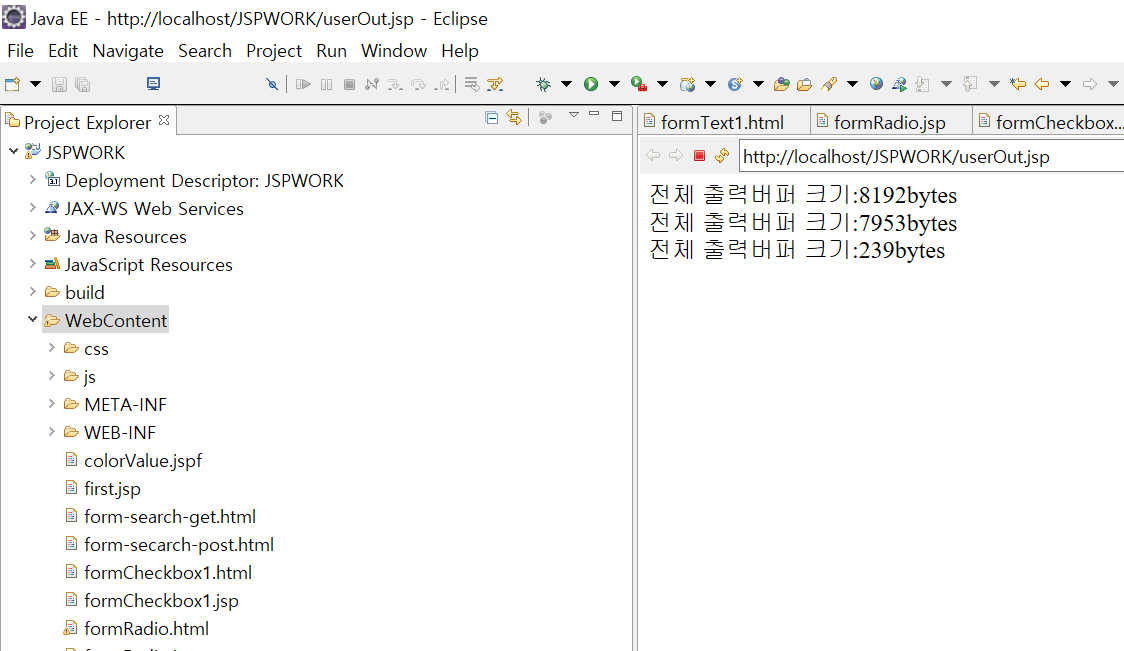 Java EE - http://localhost/JSPWORK/userOut.jsp - Eclipse
File Edit Navigate Search Project Run Window Help
Project Explorer
formText1.html formRadio.jsp formCheckbox...
http://localhost/JSPWORK/userOut.jsp
JSPWORK
Deployment Descriptor: JSPWORK
JAX-WS Web Services
Java Resources
JavaScript Resources
build
WebContent
css
js
META-INF
WEB-INF
colorValue.jspf
first.jsp
form-search-get.html
form-secarch-post.html
formCheckbox1.html
formCheckbox1.jsp
formRadio.html
전체 출력버퍼 크기:8192bytes
전체 출력버퍼 크기:7953bytes
전체 출력버퍼 크기:239bytes